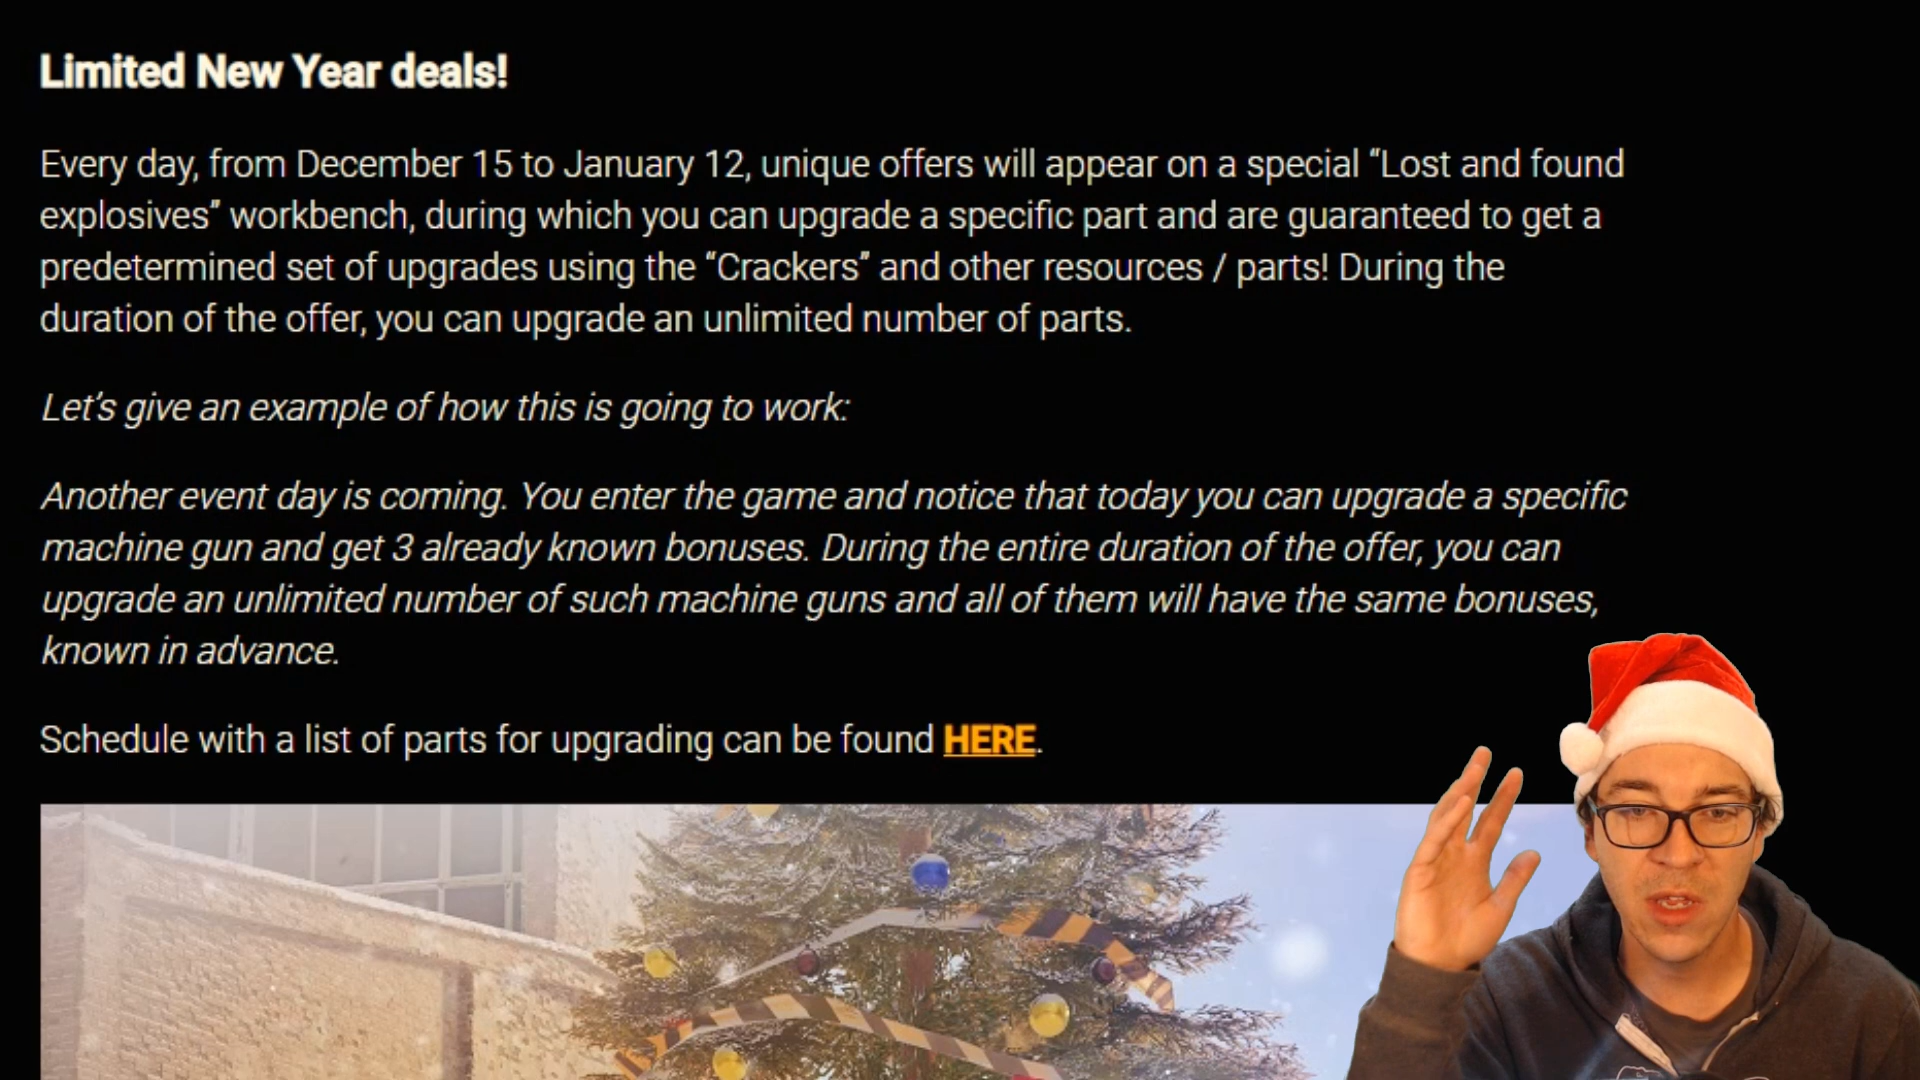 Limited New Year deals!
Every day, from December 15 to January 12, unique offers will appear on a special “Lost and found
explosives” workbench, during which you can upgrade a specific part and are guaranteed to get a
predetermined set of upgrades using the “Crackers” and other resources / parts! During the
duration of the offer, you can upgrade an unlimited number of parts.
Let’s give an example of how this is going to work:
Another event day is coming. You enter the game and notice that today you can upgrade a specific
machine gun and get 3 already known bonuses. During the entire duration of the offer, you can
upgrade an unlimited number of such machine guns and all of them will have the same bonuses,
known in advance.
Schedule with a list of parts for upgrading can be found HERE.